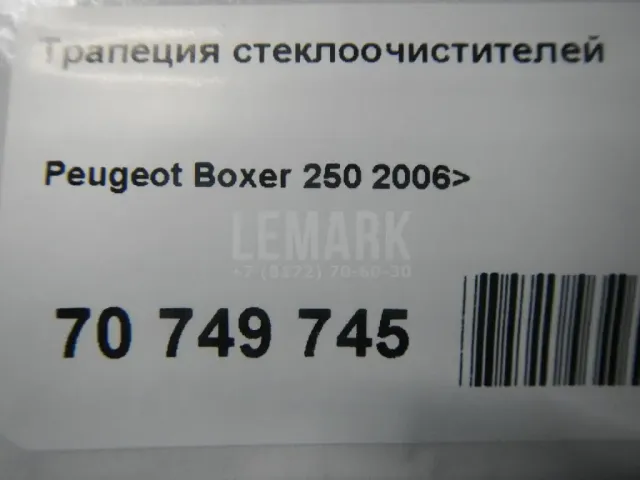 Трапеция стеклоочистителей
Peugeot Boxer 250 2006>
LEMARK
+7 (8172) 70-60-30
70 749 745